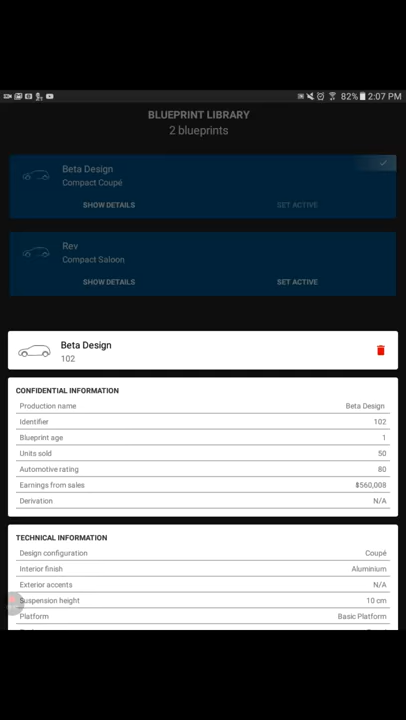 82% 2:07 PM
BLUEPRINT LIBRARY
2 blueprints
Beta Design
Compact Coupé
SHOW DETAILS SET ACTIVE
Rev
Compact Saloon
SHOW DETAILS SET ACTIVE
Beta Design
102
CONFIDENTIAL INFORMATION
Production name Beta Design
Identifier 102
Blueprint age 1
Units sold 50
Automotive rating 80
Earnings from sales $560,008
Derivation N/A
TECHNICAL INFORMATION
Design configuration Coupé
Interior finish Aluminium
Exterior accents N/A
Suspension height 10 cm
Platform Basic Platform